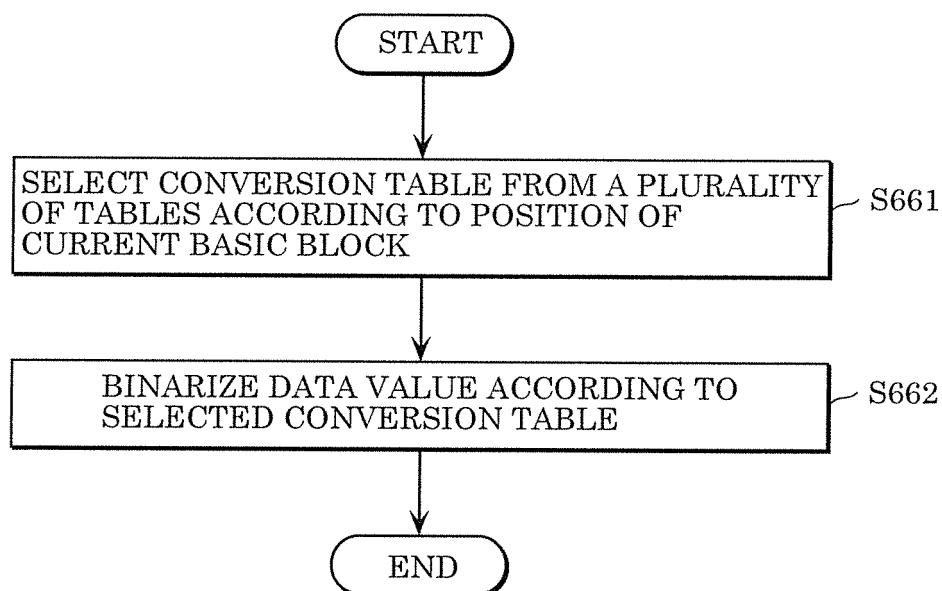 START
SELECT CONVERSION TABLE FROM A PLURALITY
OF TABLES ACCORDING TO POSITION OF
CURRENT BASIC BLOCK
S661
BINARIZE DATA VALUE ACCORDING TO
SELECTED CONVERSION TABLE
S662
END